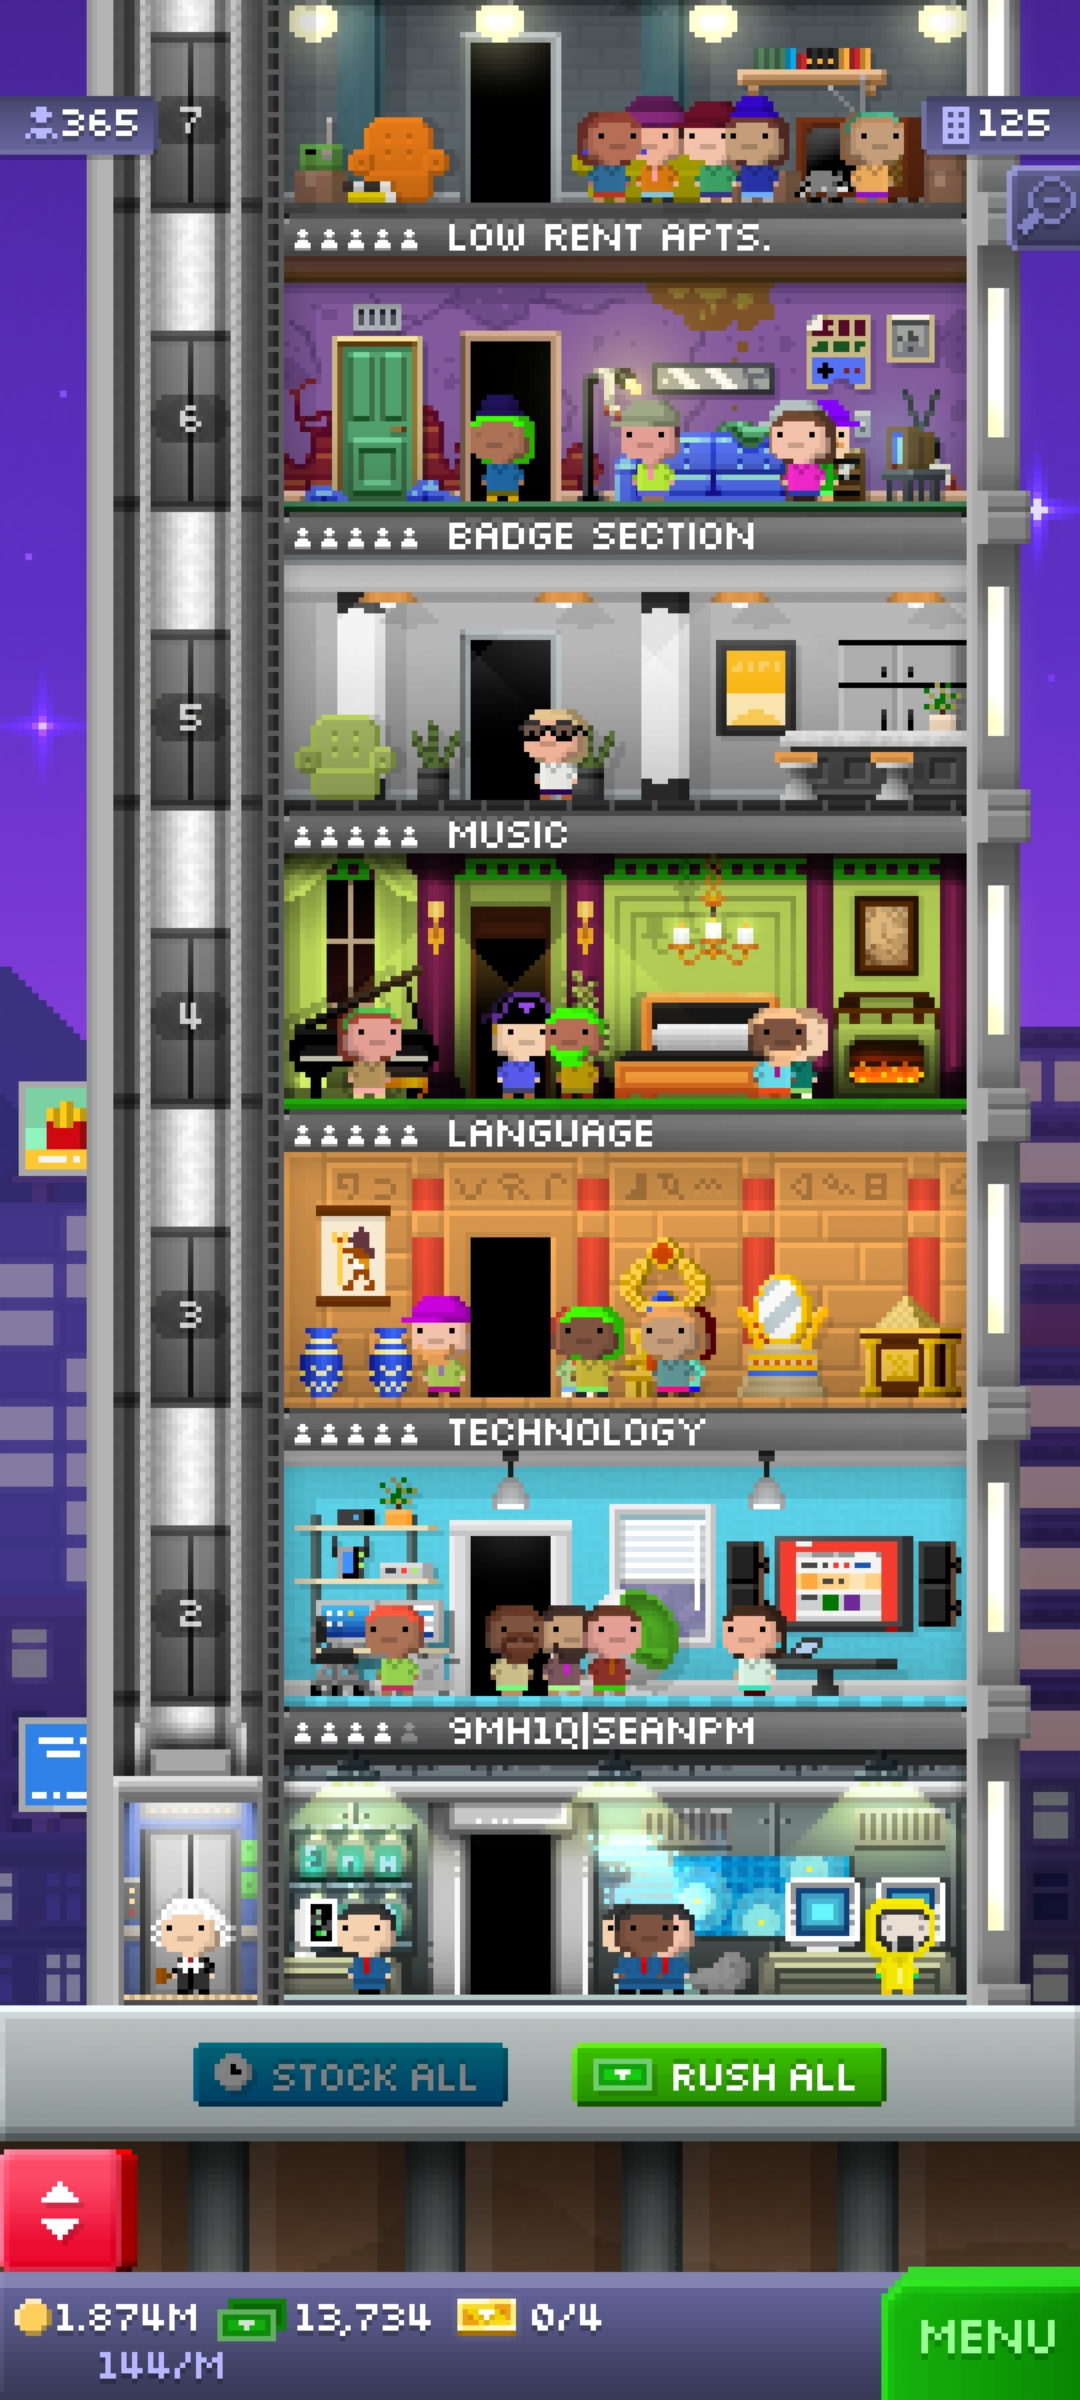 365
7
125
LOW RENT APTS.
6
BADGE SECTION
5
MUSIC
4
LANGUAGE
3
TECHNOLOGY
2
9MH1Q|SEANPM
STOCK ALL
RUSH ALL
1.874M
13,734
0/4
144/M
MENU